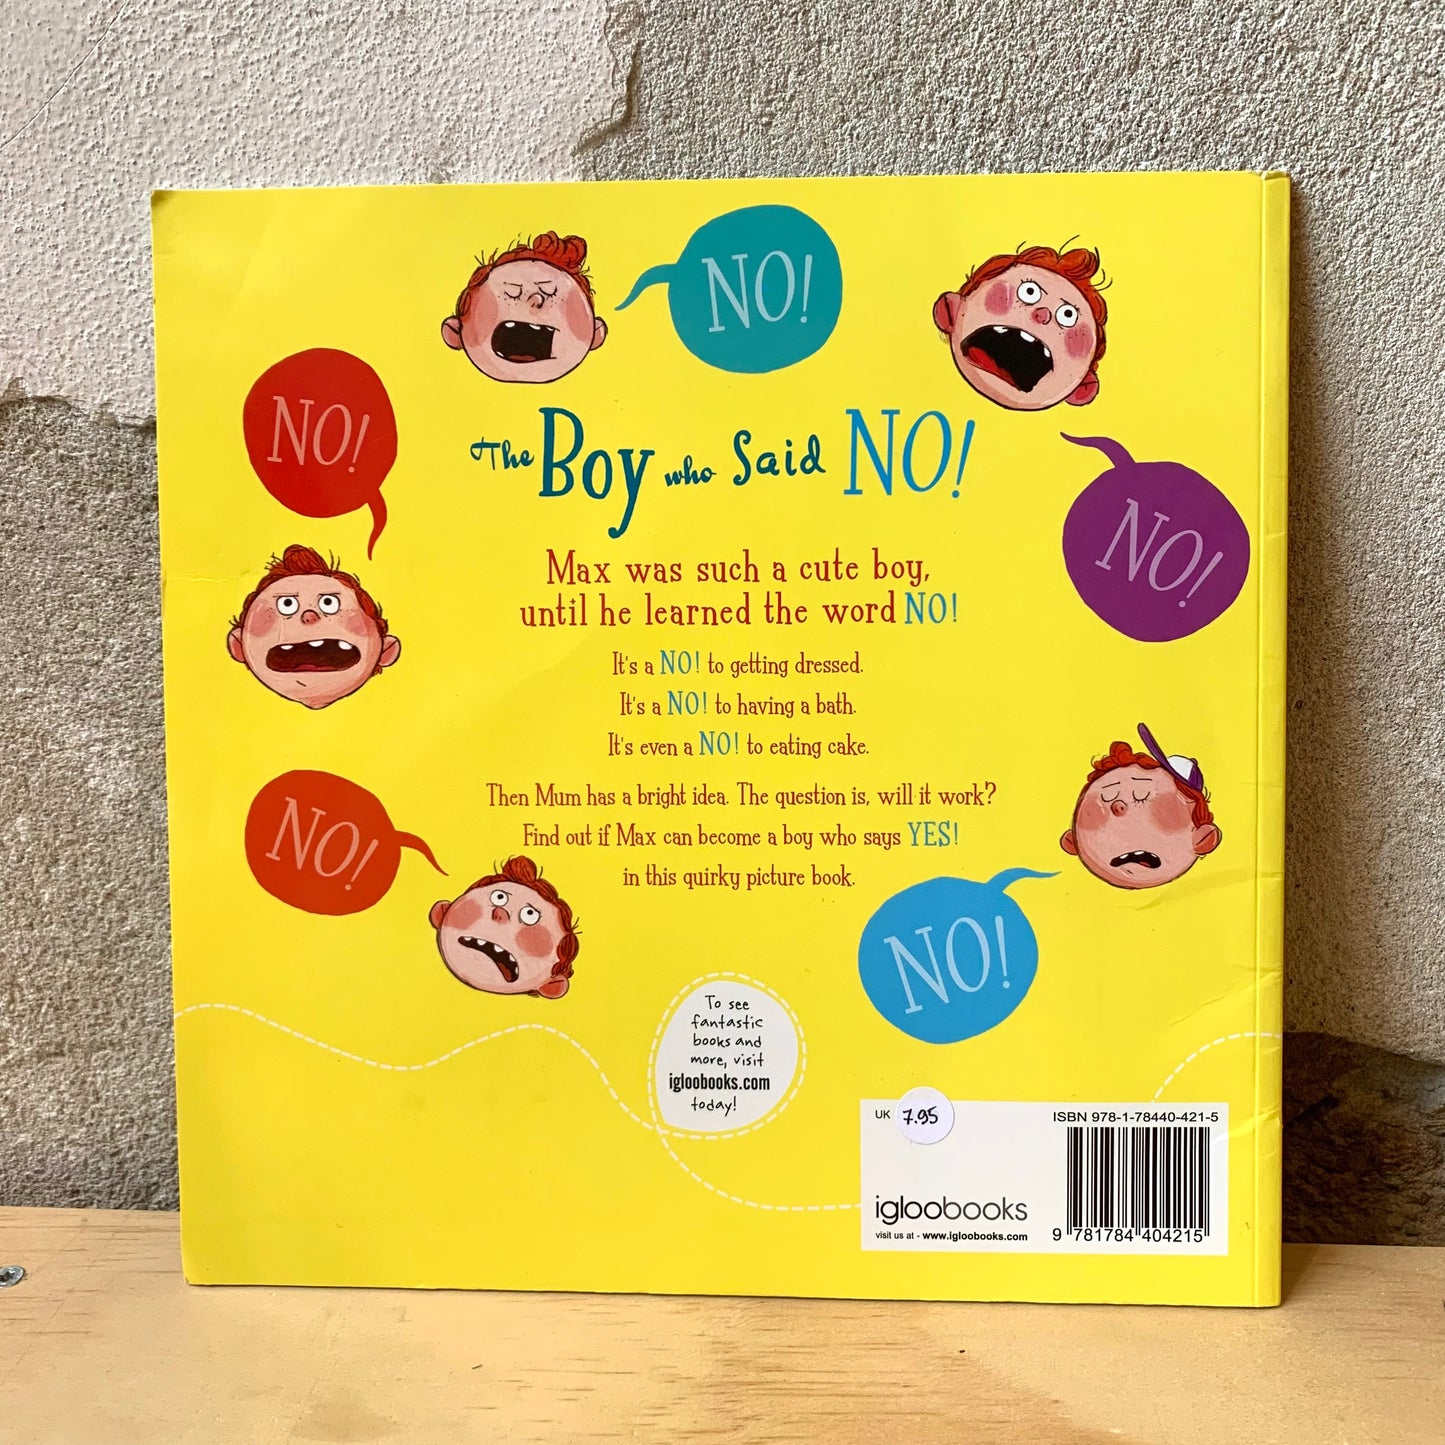 NO!
NO!
The Boy who Said NO!
NO!
Max was such a cute boy,
until he learned the word NO!
It's a NO! to getting dressed.
It's a NO! to having a bath.
It's even a NO! to eating cake.
Then Mum has a bright idea. The question is, will it work?
Find out if Max can become a boy who says YES!
in this quirky picture book.
NO!
NO!
To see
fantastic
books and
more, visit
igloobooks.com
today!
UK 7.95
ISBN 978-1-78440-421-5
igloobooks
visit us at - www.igloobooks.com
9 781784 404215